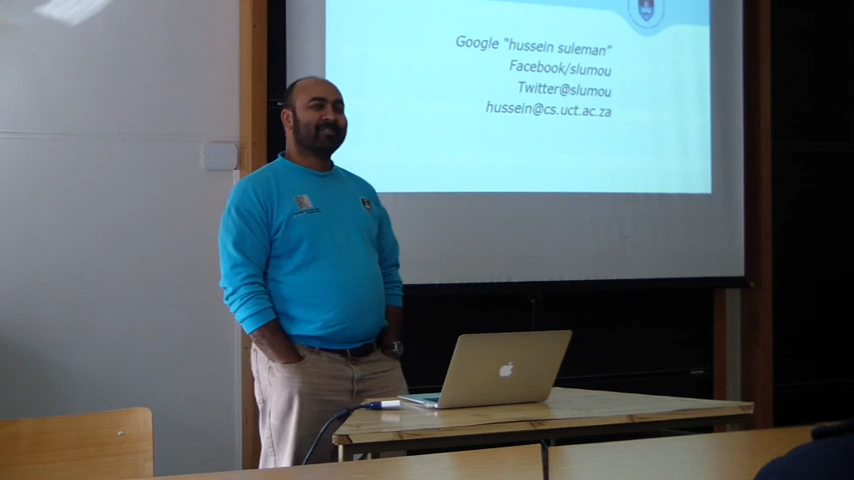 Google “hussein suleman”
Facebook/slumou
Twitter@slumou
hussein@cs.uct.ac.za